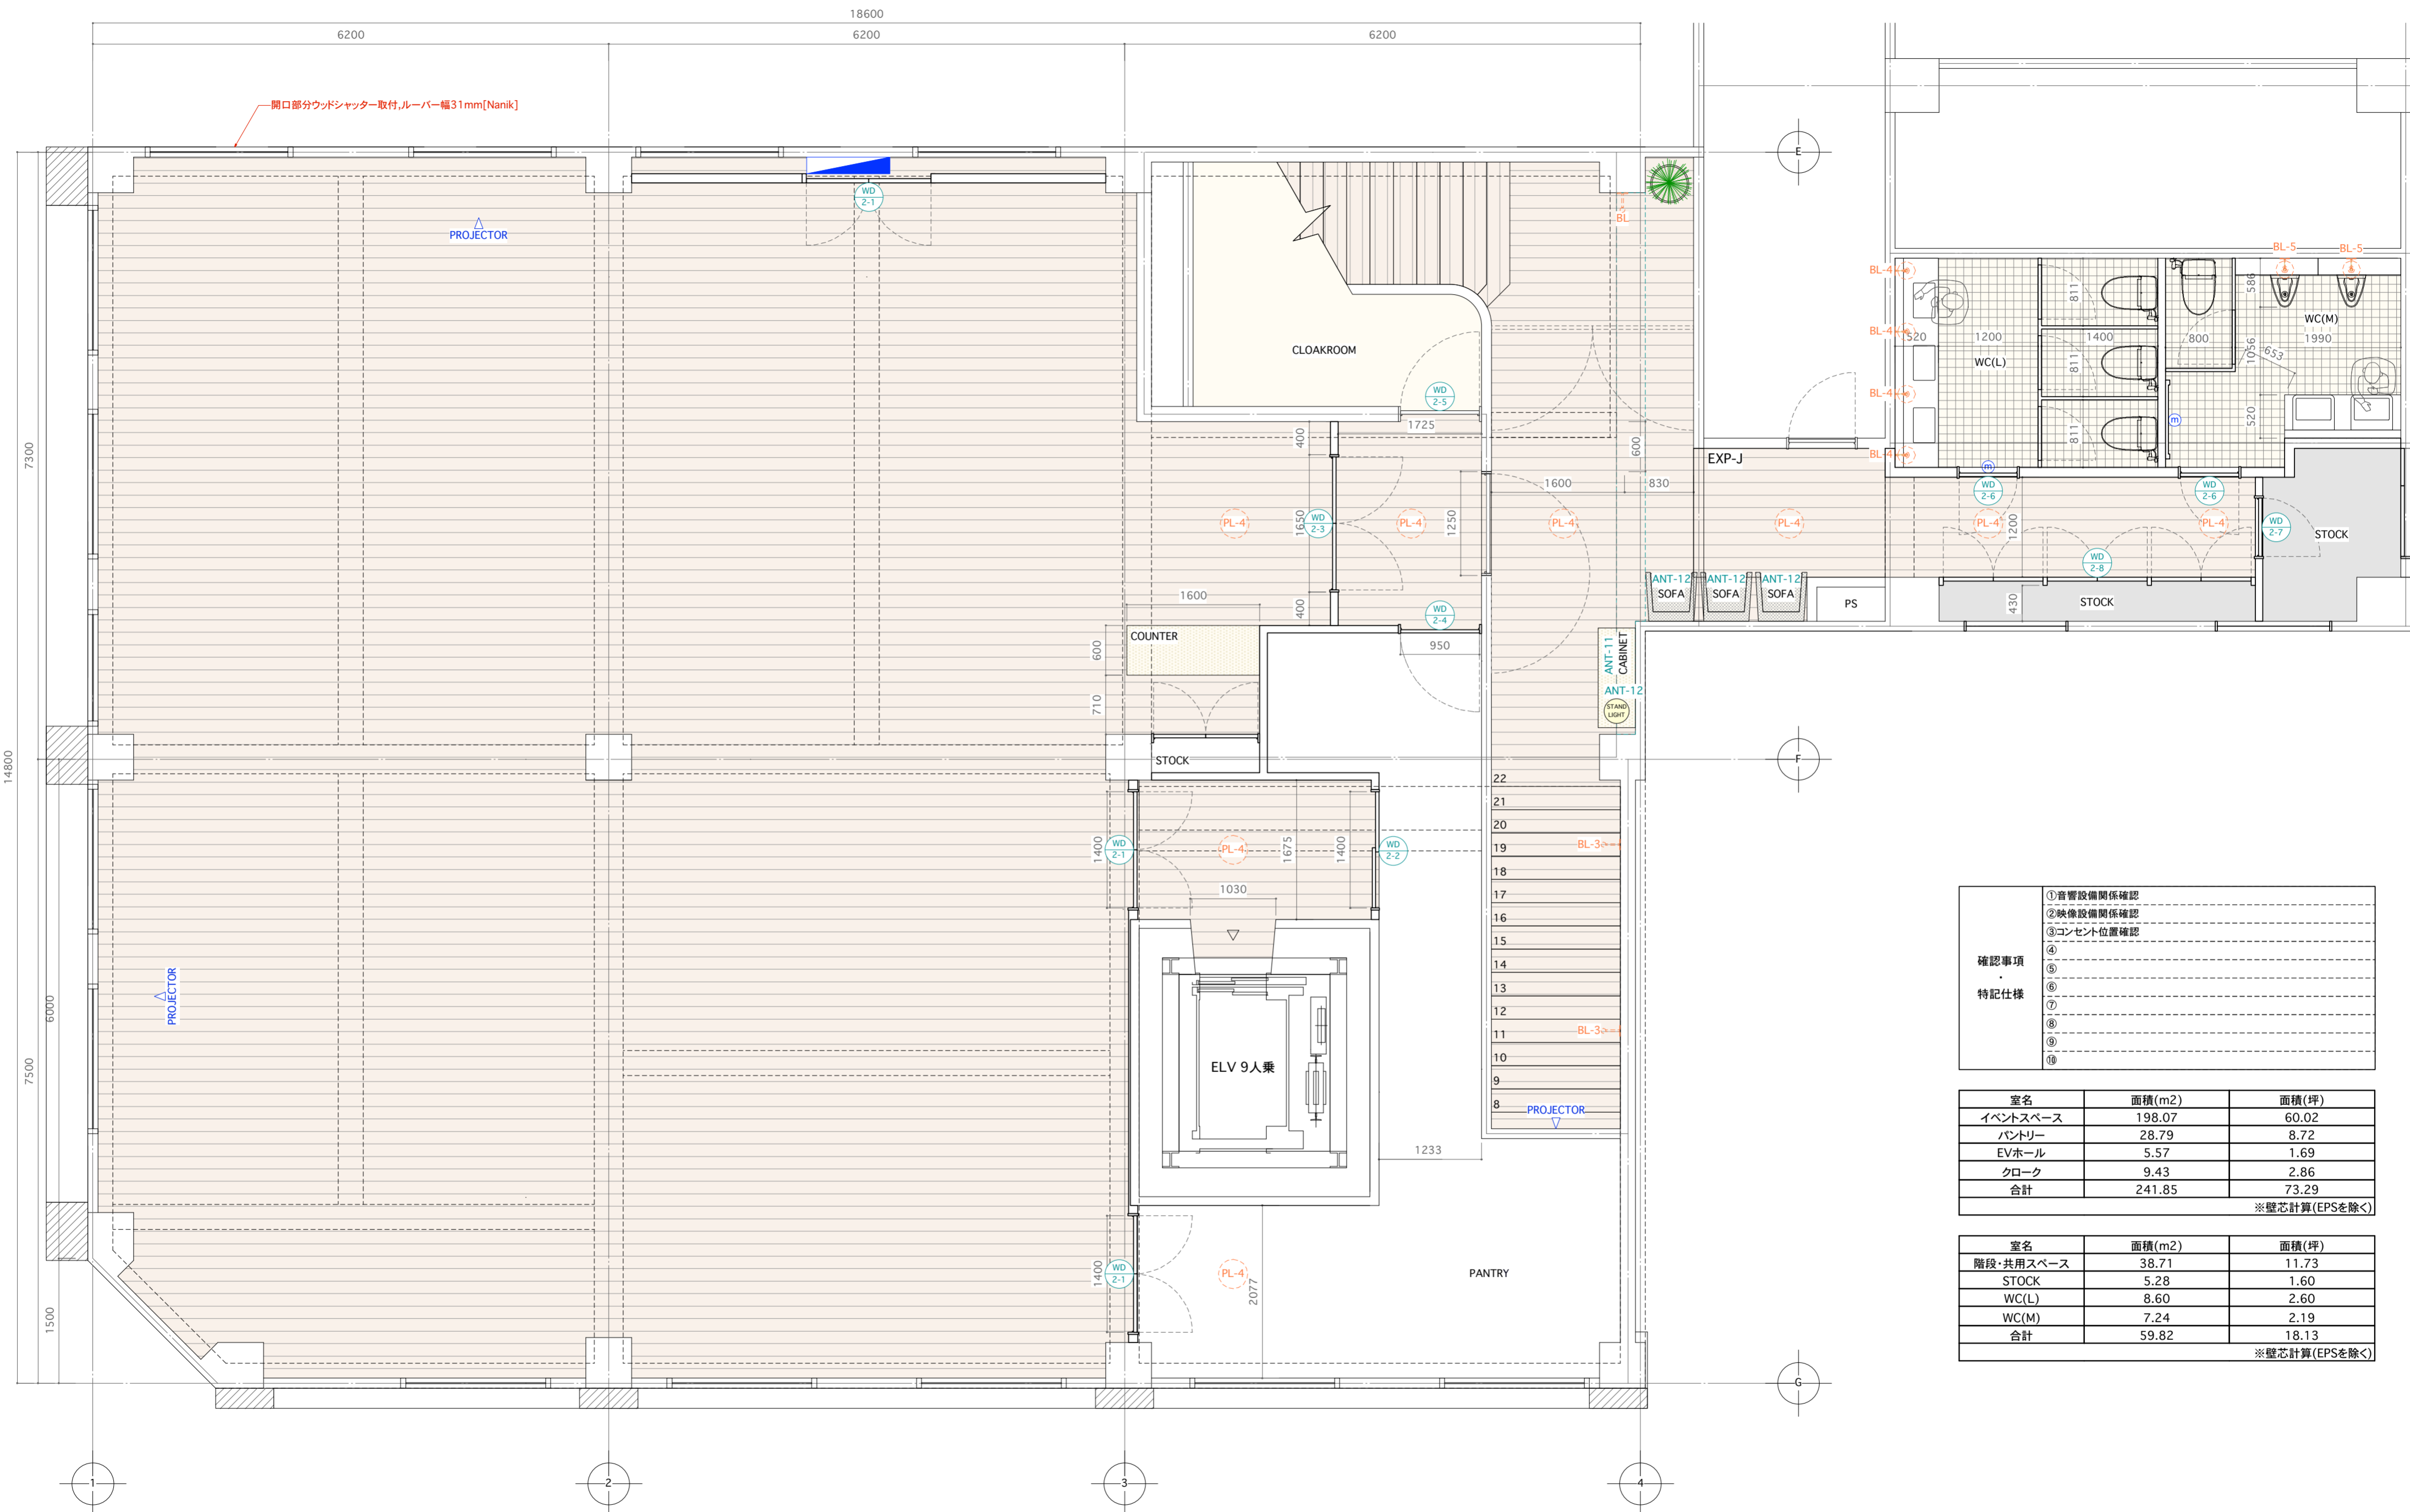 18600
6200
6200
6200
開口部分ウッドシャッター取付,ルーバー幅31mm[Nanik]
E
WD
2-1
PROJECTOR
BL
BL-5
BL-5
BL-4
586
811
WC(M)
BL-4
520
1200
1400
800
1990
1056
653
WC(L)
811
CLOAKROOM
BL-4
WD
2-5
520
m
811
1725
400
600
7300
BL-4
EXP-J
m
1600
830
WD
2-6
WD
2-6
PL-4
1650
WD
2-3
PL-4
1250
PL-4
PL-4
PL-4
1200
PL-4
WD
2-7
STOCK
WD
2-8
ANT-12
SOFA
ANT-12
SOFA
ANT-12
SOFA
PS
430
STOCK
1600
400
WD
2-4
COUNTER
600
950
ANT-11
CABINET
ANT-12
STAND
LIGHT
710
STOCK
F
14800
22
21
20
19
18
17
16
15
14
13
12
11
10
9
8
BL-3
BL-3
1400
WD
2-1
PL-4
1675
1400
WD
2-2
1030
PROJECTOR
6000
7500
ELV 9人乗
PROJECTOR
1233
1400
WD
2-1
PL-4
2077
PANTRY
1500
G
1
2
3
4
確認事項
・
特記仕様
①音響設備関係確認
②映像設備関係確認
③コンセント位置確認
④
⑤
⑥
⑦
⑧
⑨
⑩
室名 面積(m2) 面積(坪)
イベントスペース 198.07 60.02
パントリー 28.79 8.72
EVホール 5.57 1.69
クローク 9.43 2.86
合計 241.85 73.29
※壁芯計算(EPSを除く)
室名 面積(m2) 面積(坪)
階段・共用スペース 38.71 11.73
STOCK 5.28 1.60
WC(L) 8.60 2.60
WC(M) 7.24 2.19
合計 59.82 18.13
※壁芯計算(EPSを除く)